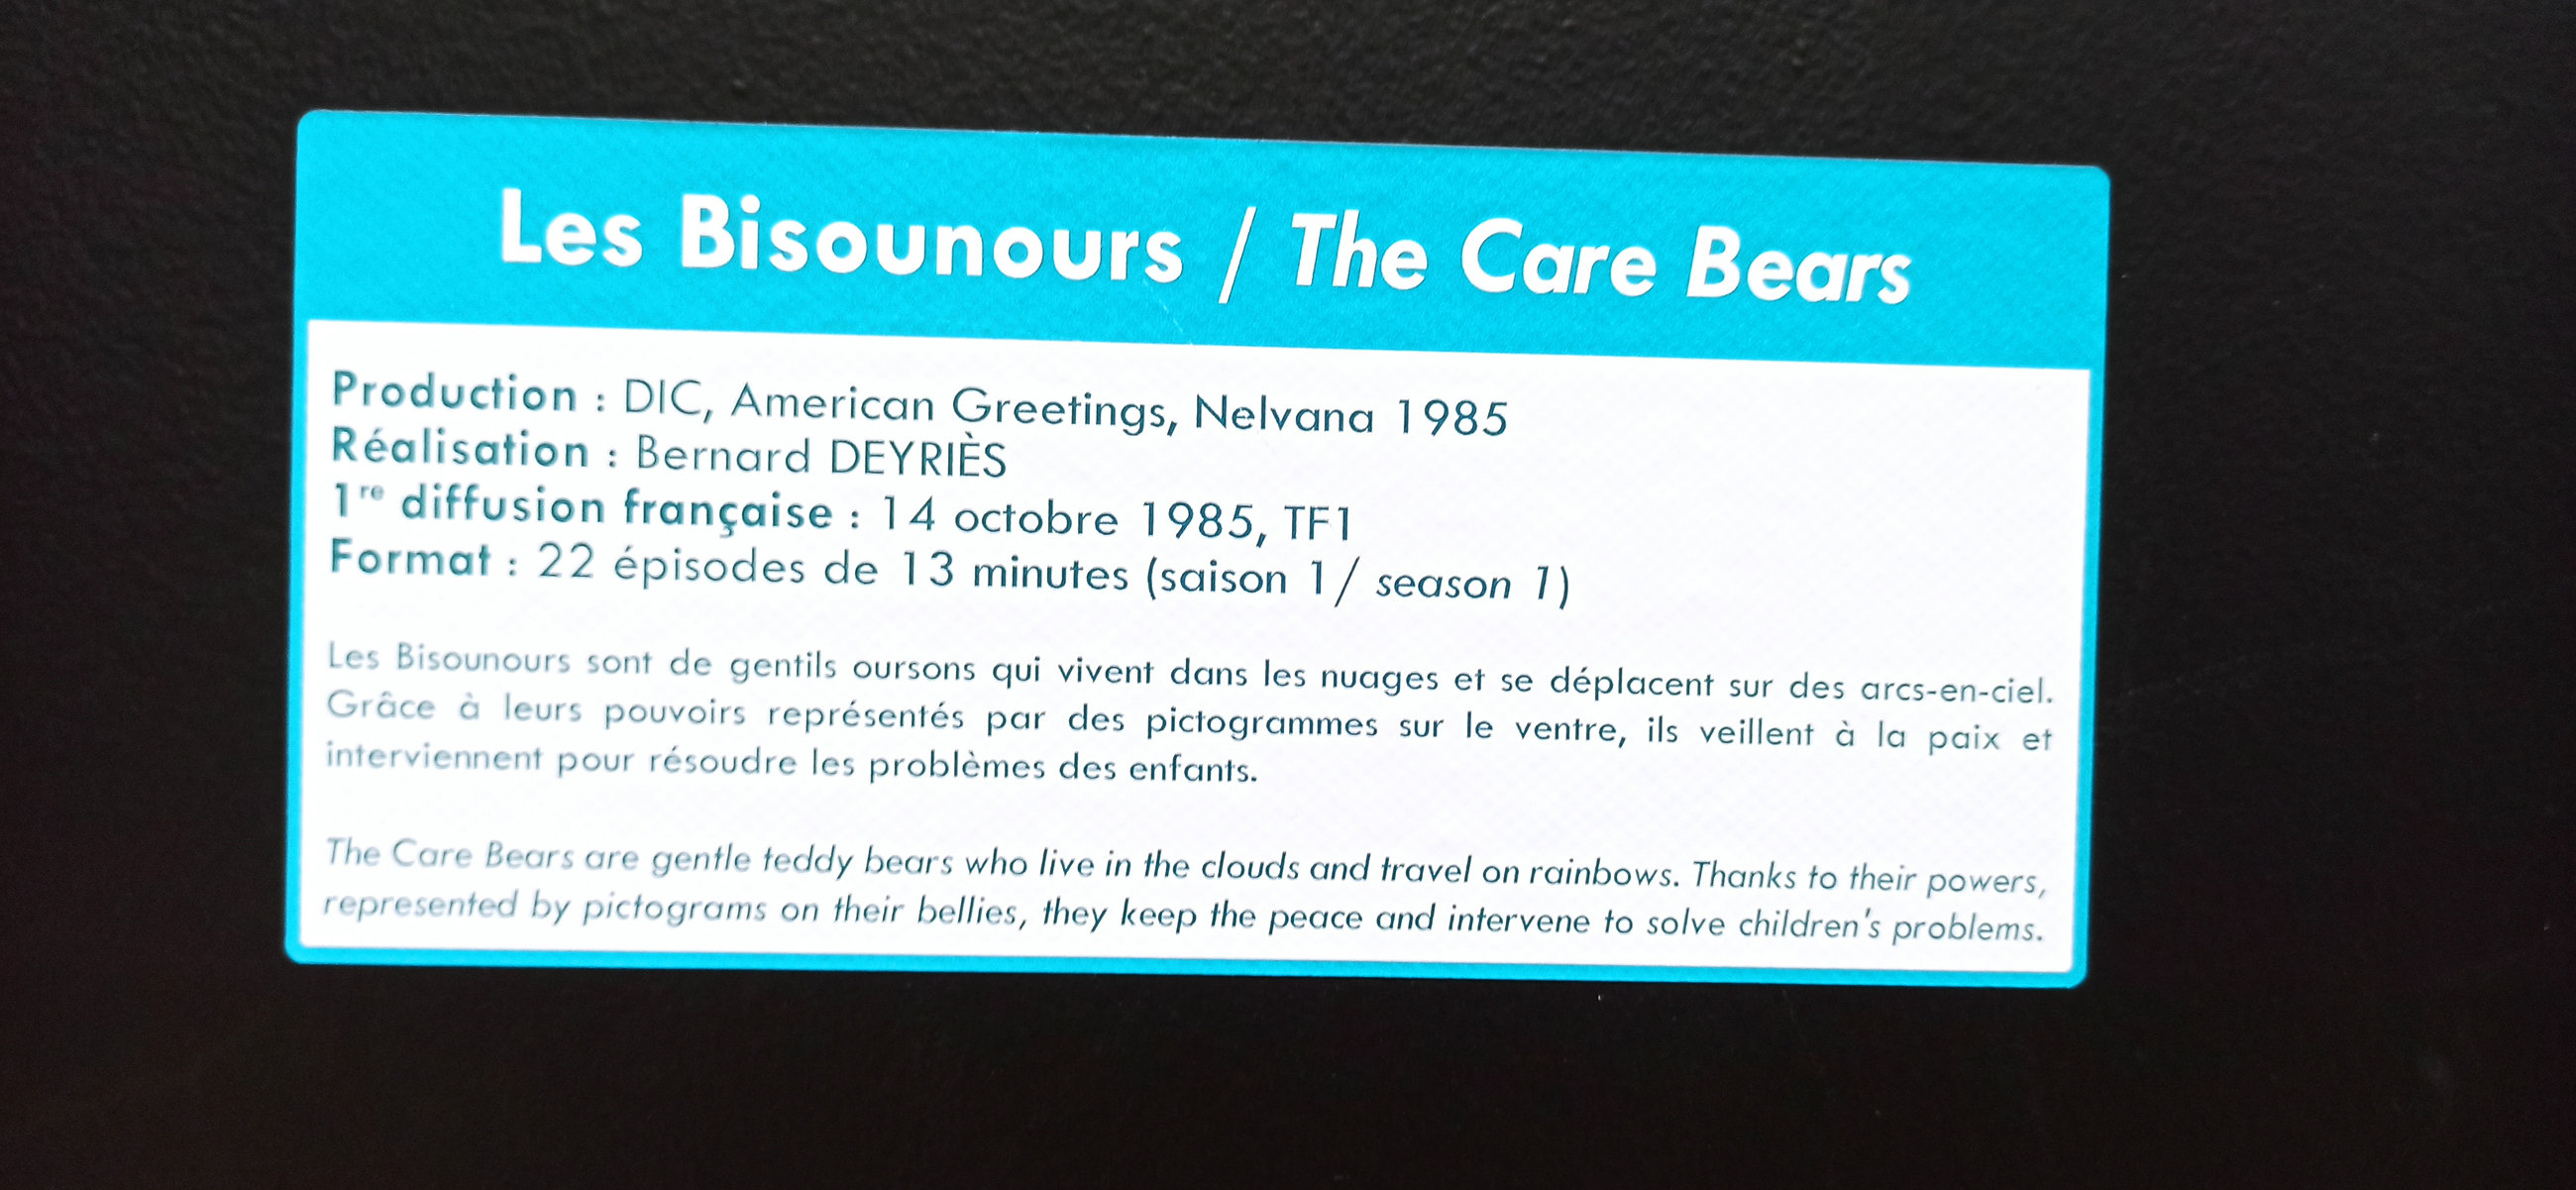 Les Bisounours / The Care Bears
Production : DIC, American Greetings, Nelvana 1985
Réalisation : Bernard DEYRIÈS
1re diffusion française : 14 octobre 1985, TF1
Format : 22 épisodes de 13 minutes (saison 1/ season 1)
Les Bisounours sont de gentils oursons qui vivent dans les nuages et se déplacent sur des arcs-en-ciel.
Grâce à leurs pouvoirs représentés par des pictogrammes sur le ventre, ils veillent à la paix et
interviennent pour résoudre les problèmes des enfants.
The Care Bears are gentle teddy bears who live in the clouds and travel on rainbows. Thanks to their powers,
represented by pictograms on their bellies, they keep the peace and intervene to solve children's problems.